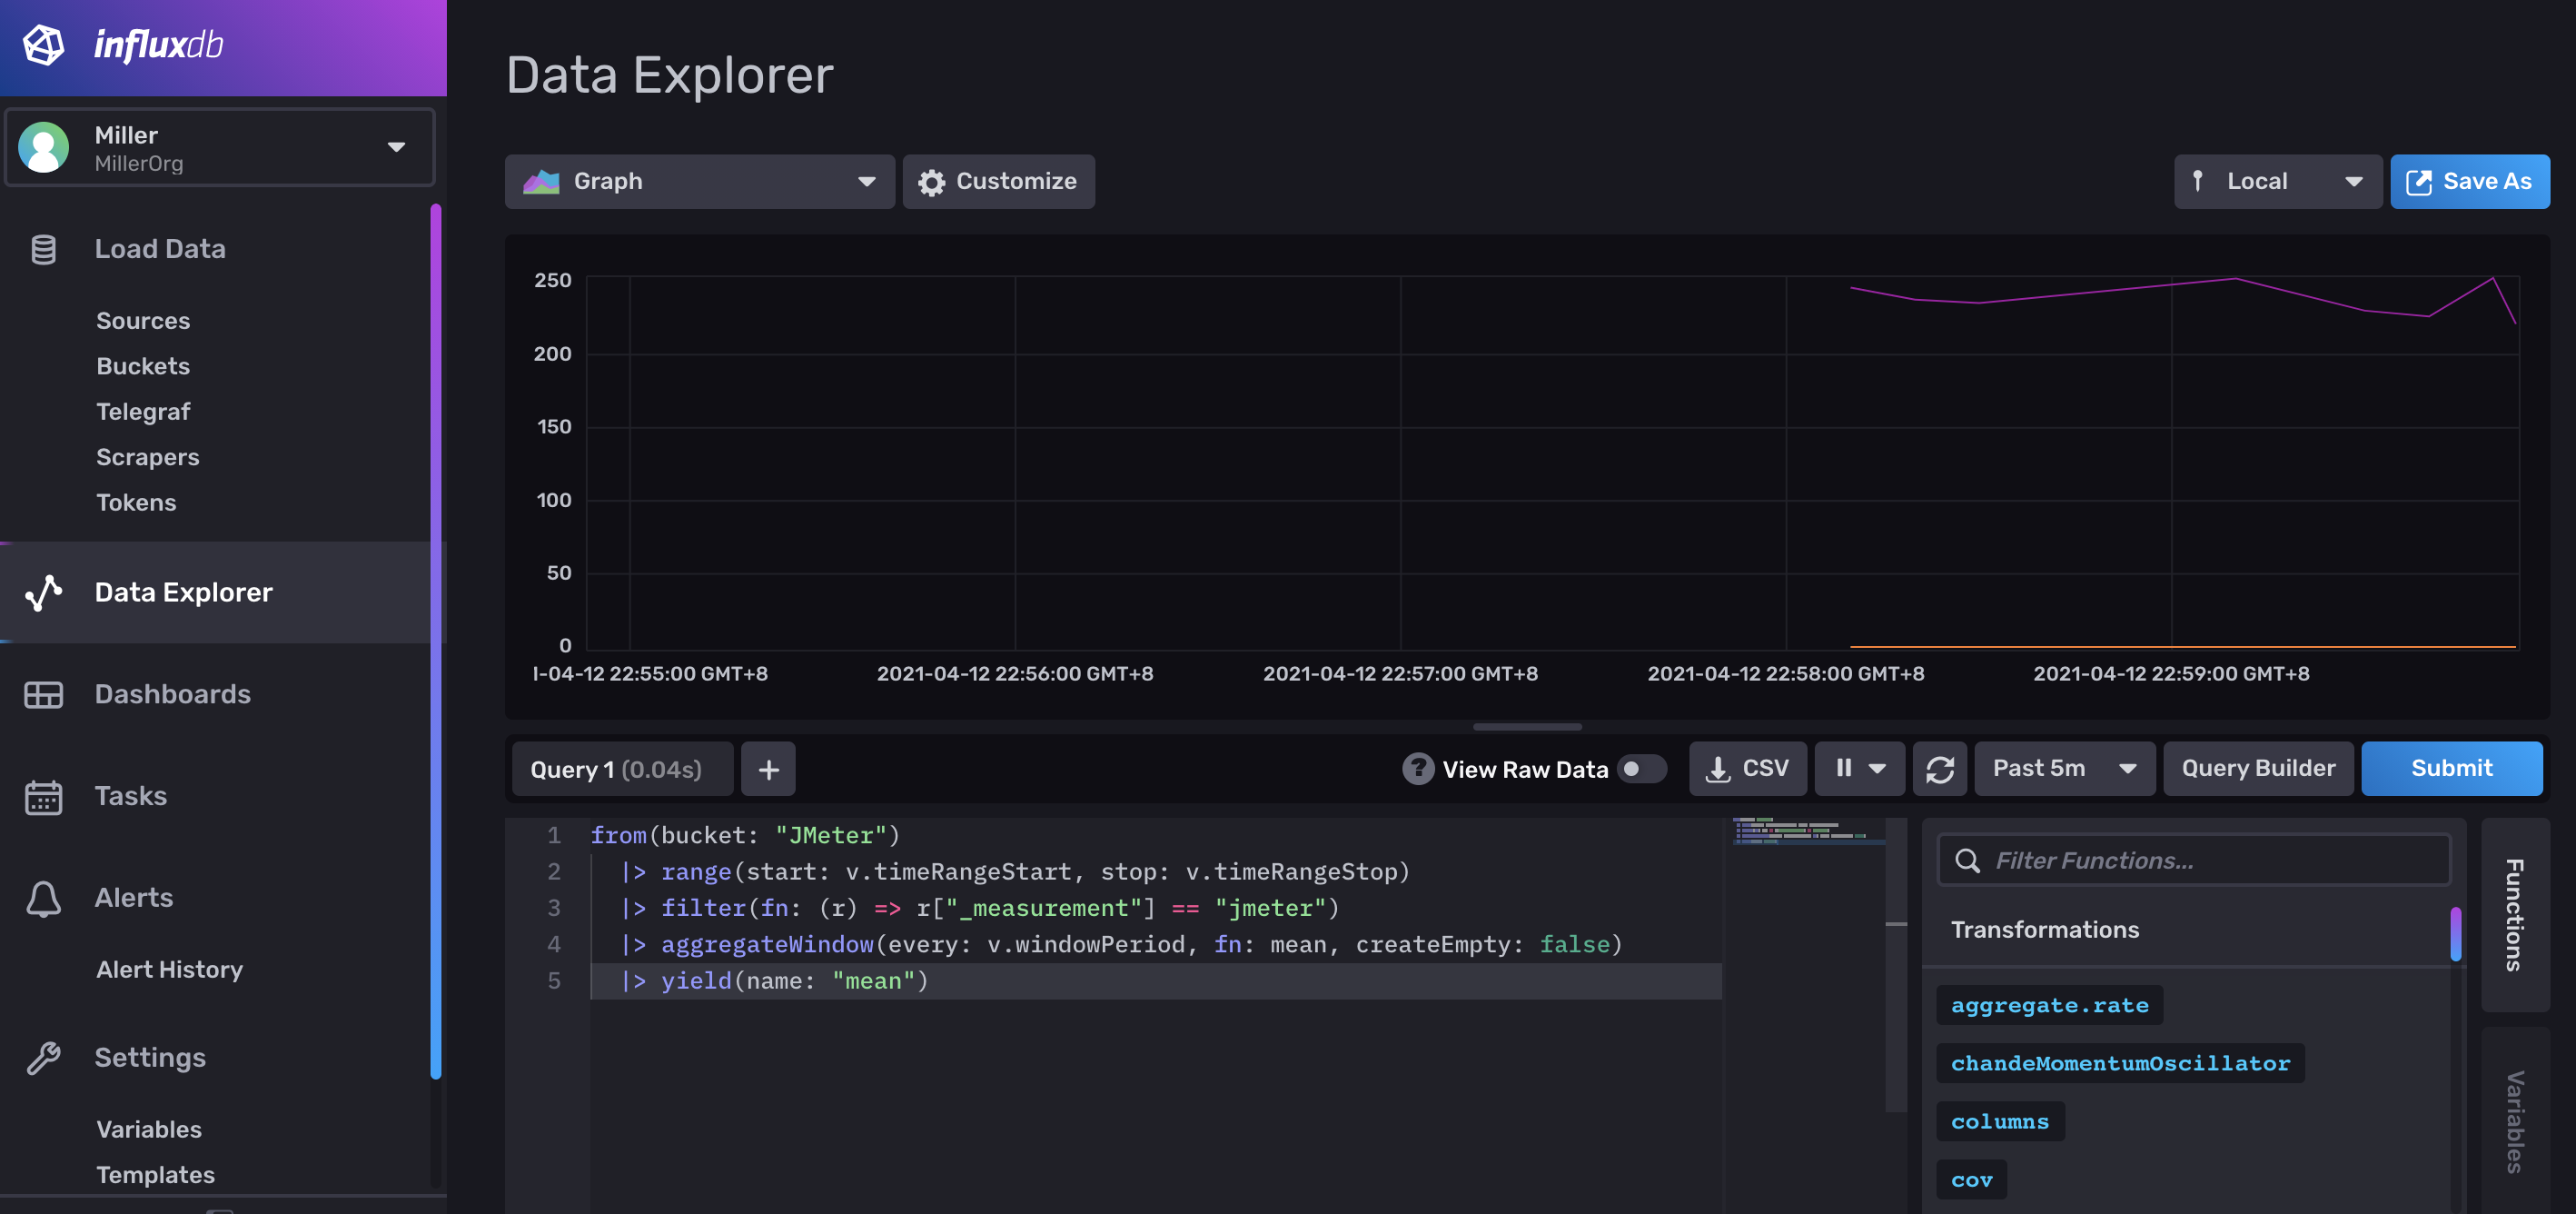 influxdb
Miller
MillerOrg
Load Data
Sources
Buckets
Telegraf
Scrapers
Tokens
Data Explorer
Dashboards
Tasks
Alerts
Alert History
Settings
Variables
Templates
Data Explorer
Graph
Customize
Local
Save As
250
200
150
100
50
0
I-04-12 22:55:00 GMT+8
2021-04-12 22:56:00 GMT+8
2021-04-12 22:57:00 GMT+8
2021-04-12 22:58:00 GMT+8
2021-04-12 22:59:00 GMT+8
Query 1 (0.04s)
+
? View Raw Data
CSV
Past 5m
Query Builder
Submit
1 from(bucket: "JMeter")
2 |> range(start: v.timeRangeStart, stop: v.timeRangeStop)
3 |> filter(fn: (r) => r["_measurement"] == "jmeter")
4 |> aggregateWindow(every: v.windowPeriod, fn: mean, createEmpty: false)
5 |> yield(name: "mean")
Filter Functions...
Transformations
aggregate.rate
chandeMomentumOscillator
columns
cov
Functions
Variables